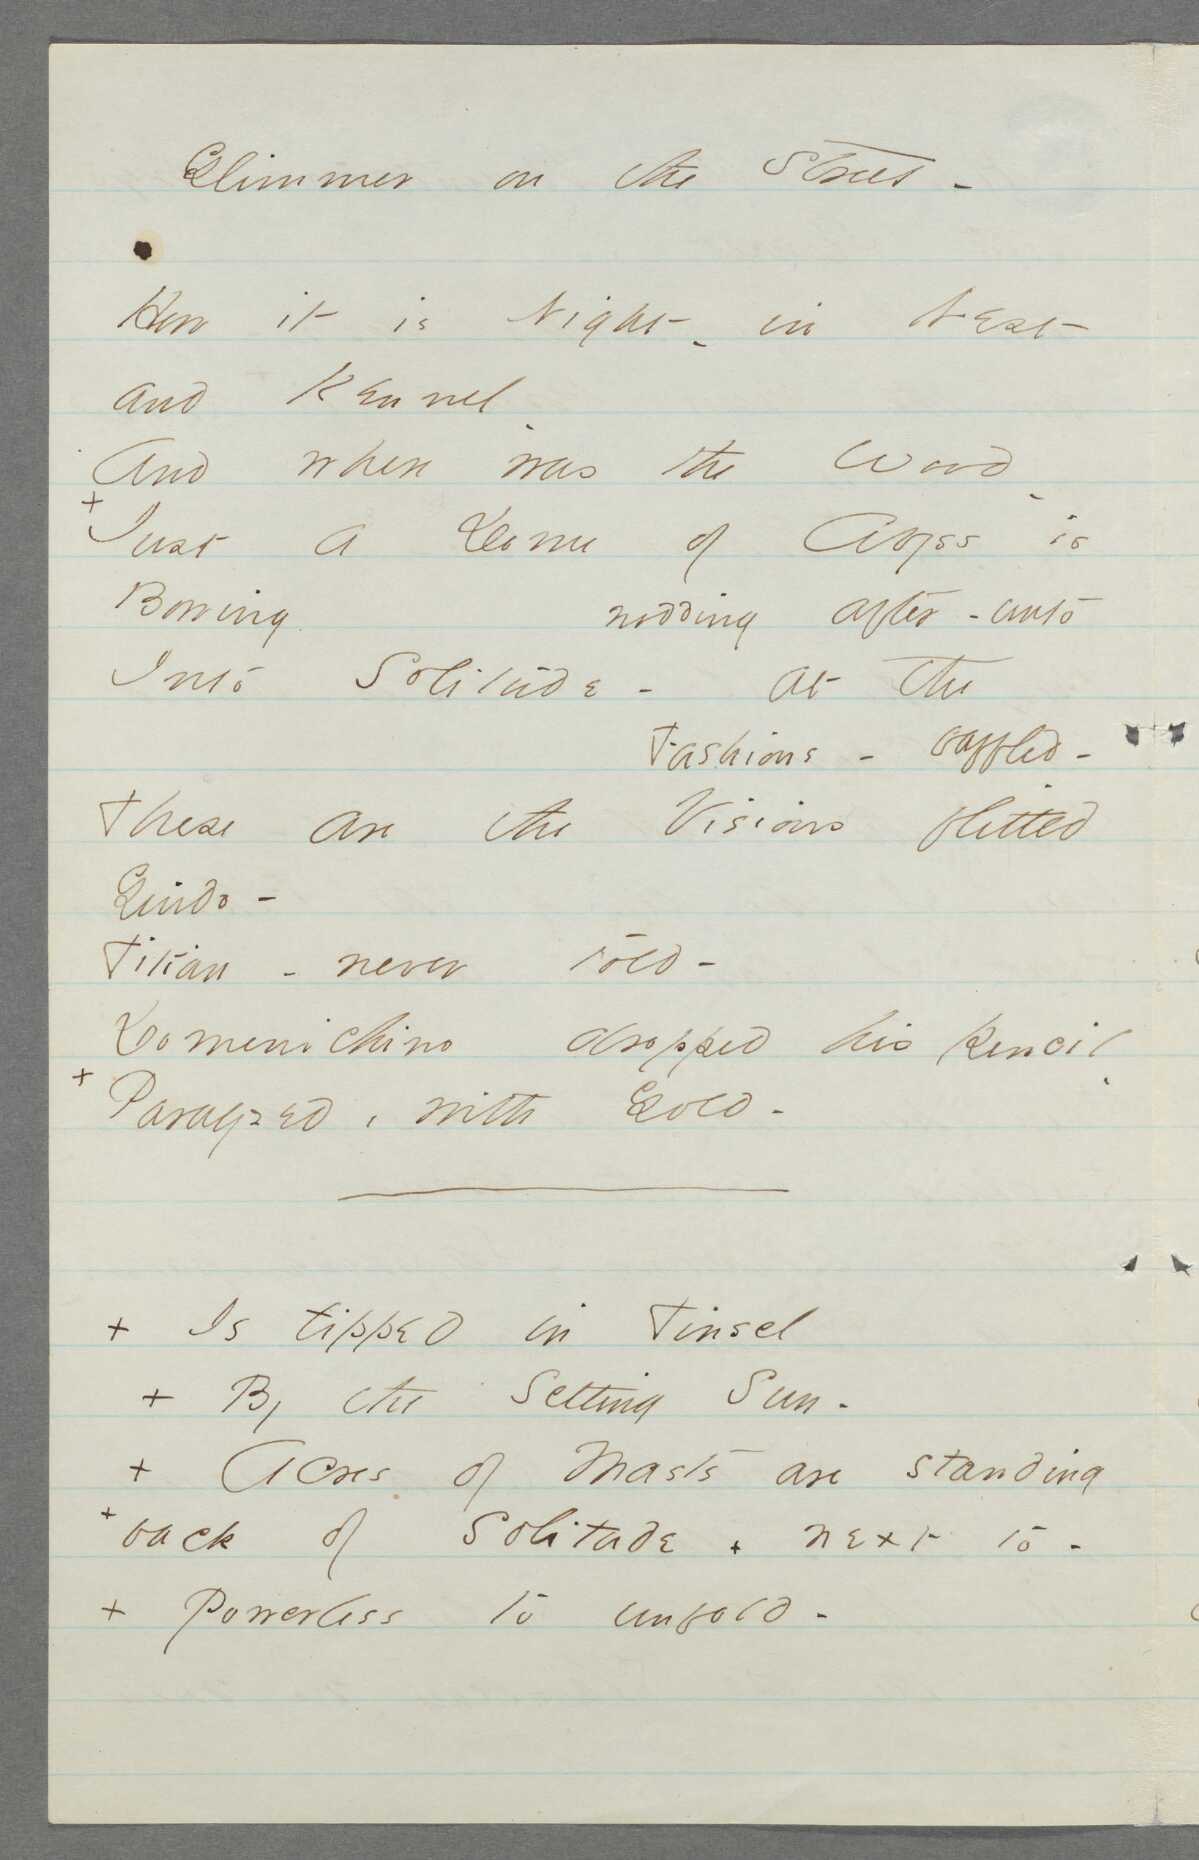 Glimmer on the Street -
How it is Night - in Nest
and Kennel -
And where was the Wood -
+ Just a Dome of Abyss is
Bowing nodding after - unto
Into Solitude - at the
Fashions - baffled -
These are the Visions flitted
Guido -
Titian - never told -
Domenichino dropped his pencil -
+ Paralyzed, with Gold -
+ Is tipped in Tinsel
+ By the Setting Sun -
+ Acres of Masts are standing
+ back of Solitude + next to -
+ Powerless to unfold -